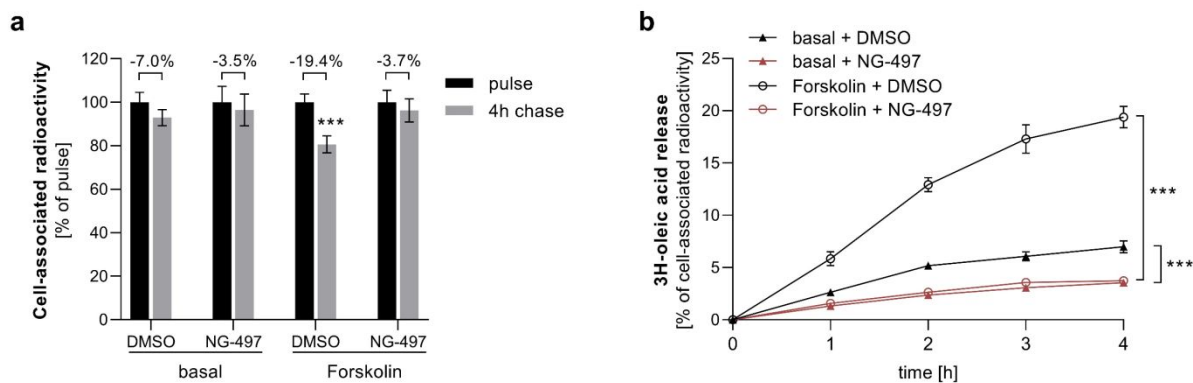 a
Cell-associated radioactivity
[% of pulse]
120
100
80
60
40
20
0
-7.0%
-3.5%
-19.4%
-3.7%
***
pulse
4h chase
DMSO
NG-497
DMSO
NG-497
basal
Forskolin
b
basal + DMSO
basal + NG-497
Forskolin + DMSO
Forskolin + NG-497
3H-oleic acid release
[% of cell-associated radioactivity]
25
20
15
10
5
0
***
***
0
1
2
3
4
time [h]